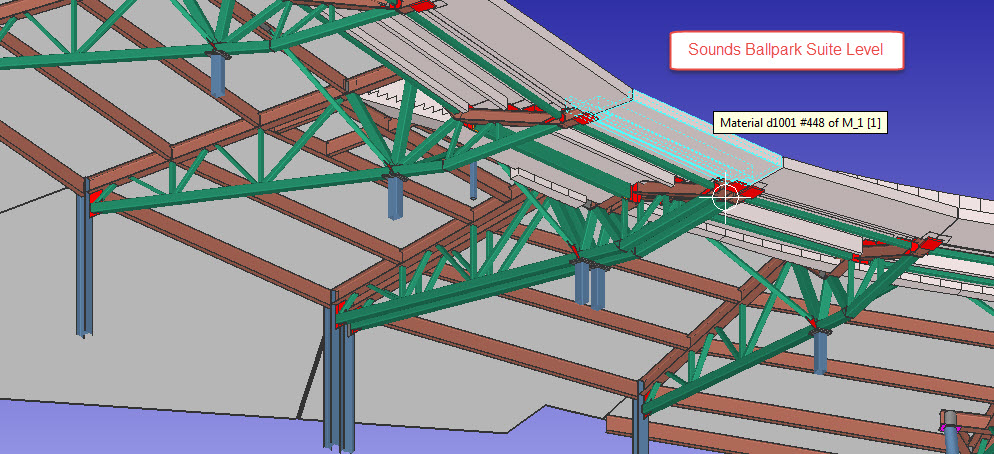 Sounds Ballpark Suite Level
Material d1001 #448 of M_1 [1]